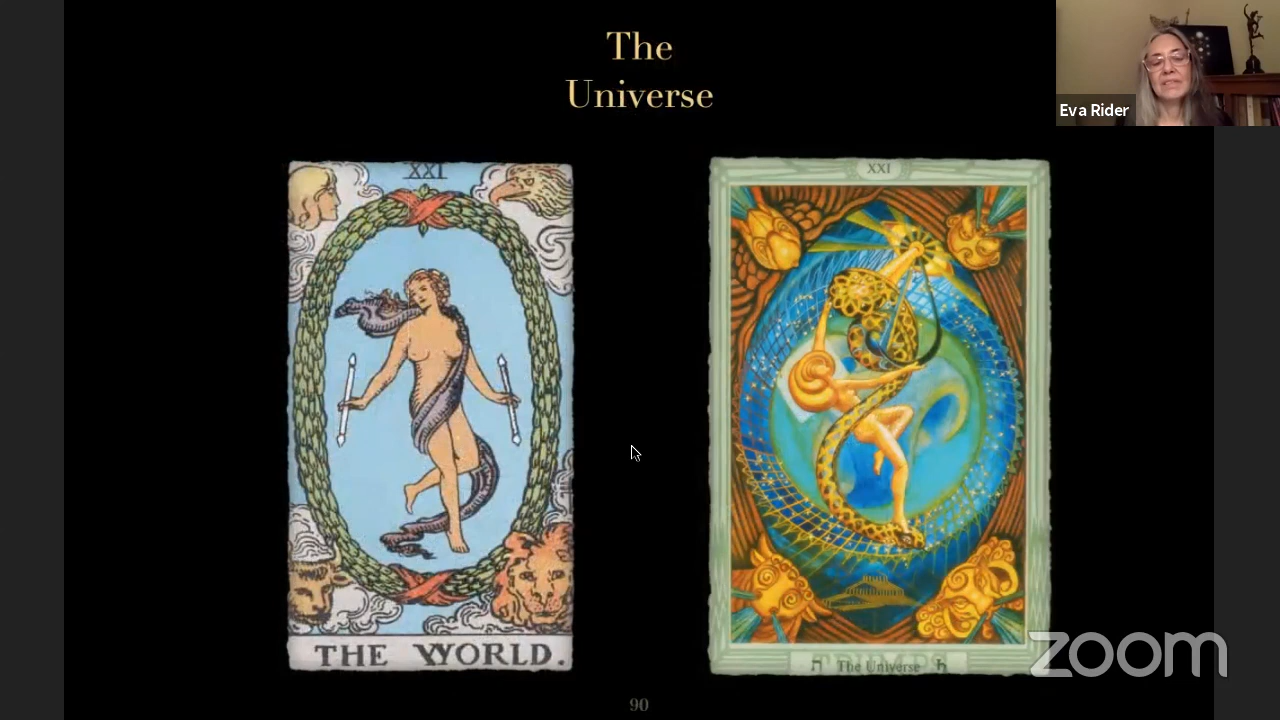 The
Universe
Eva Rider
XXI
THE WORLD.
XXI
ת The Universe ♄
zoom
90